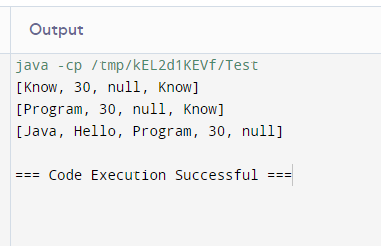 Output
java -cp /tmp/kEL2d1KEVf/Test
[Know, 30, null, Know]
[Program, 30, null, Know]
[Java, Hello, Program, 30, null]
=== Code Execution Successful ===